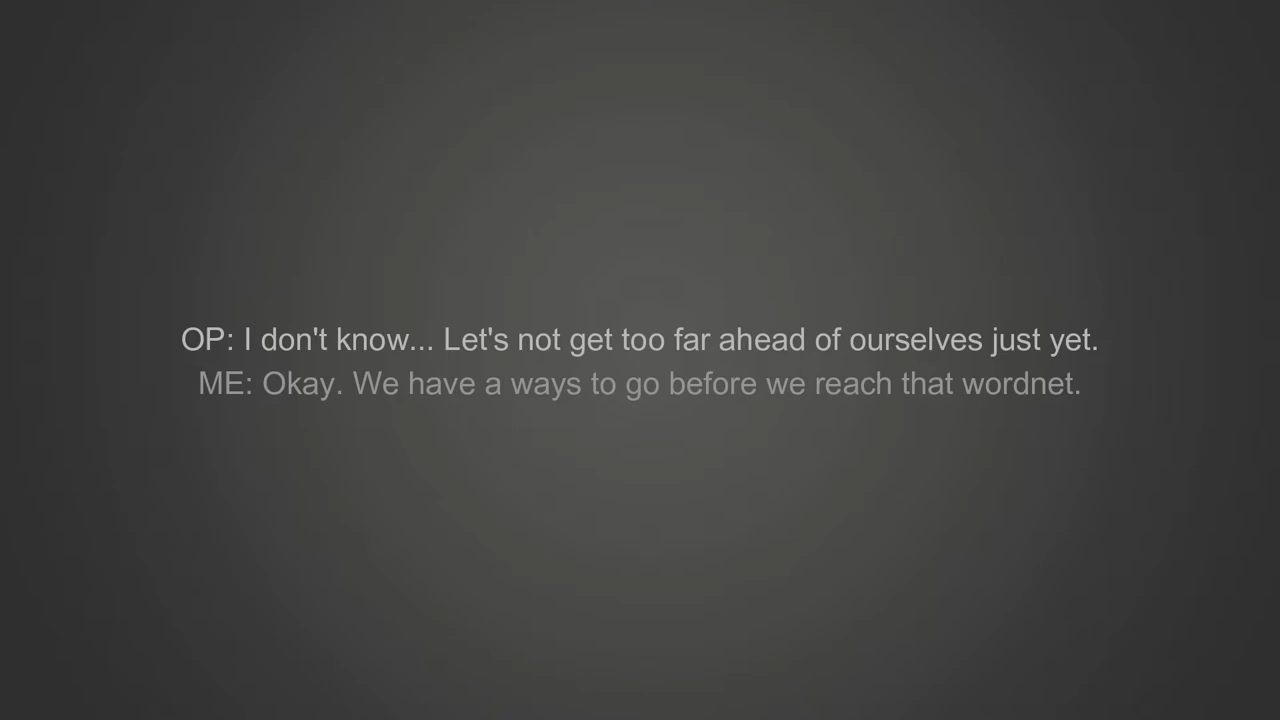 OP: I don't know... Let's not get too far ahead of ourselves just yet.
ME: Okay. We have a ways to go before we reach that wordnet.